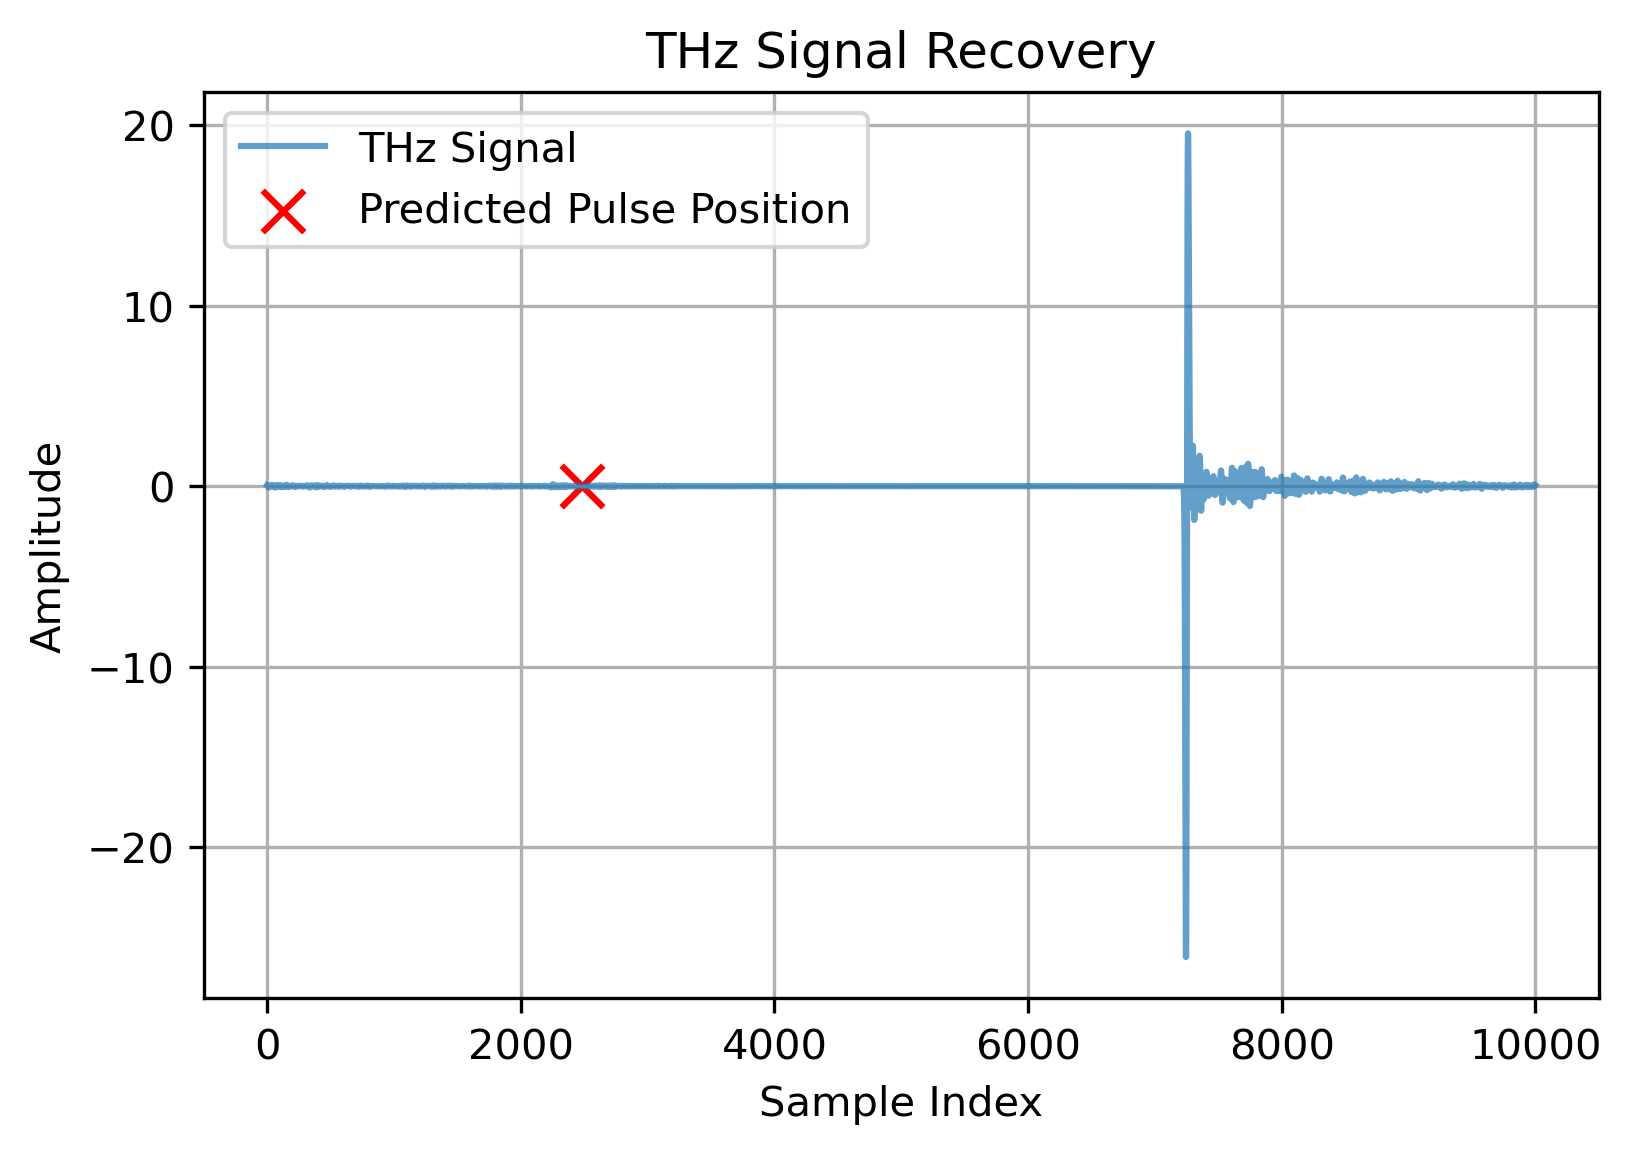 THz Signal Recovery
THz Signal
Predicted Pulse Position
20
10
0
−10
−20
Amplitude
0 2000 4000 6000 8000 10000
Sample Index